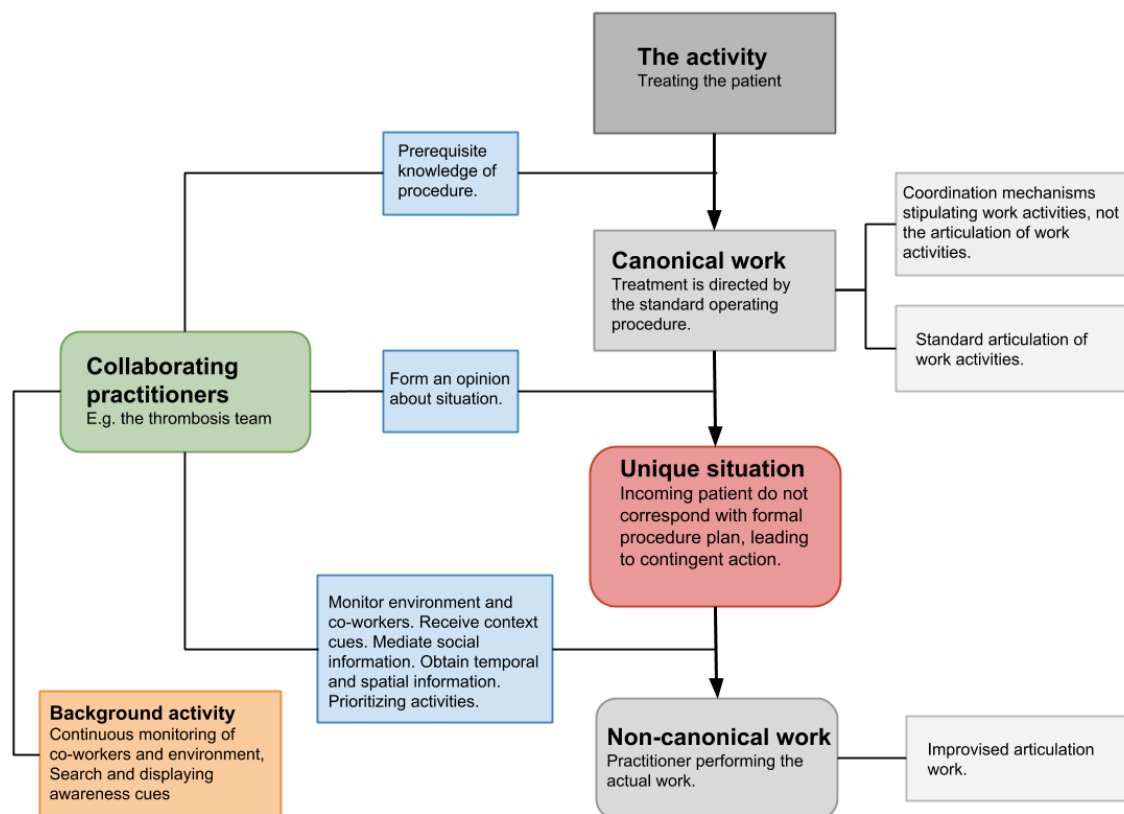 The activity
Treating the patient
Prerequisite
knowledge of
procedure.
Coordination mechanisms
stipulating work activities, not
the articulation of work
activities.
Canonical work
Treatment is directed by
the standard operating
procedure.
Standard articulation of
work activities.
Collaborating
practitioners
E.g. the thrombosis team
Form an opinion
about situation.
Unique situation
Incoming patient do not
correspond with formal
procedure plan, leading
to contingent action.
Monitor environment and
co-workers. Receive context
cues. Mediate social
information. Obtain temporal
and spatial information.
Prioritizing activities.
Background activity
Continuous monitoring of
co-workers and environment,
Search and displaying
awareness cues
Non-canonical work
Practitioner performing the
actual work.
Improvised articulation
work.